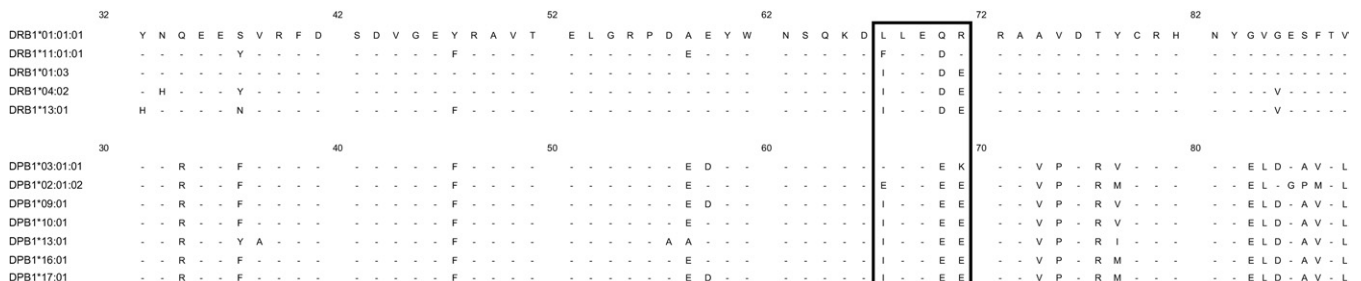 32 42 52 62 72 82
DRB1*01:01:01 Y N Q E E S V R F D S D V G E Y R A V T E L G R P D A E Y W N S Q K D L L E Q R R A A V D T Y C R H N Y G V G E S F T V
DRB1*11:01:01 - - - - - Y - - - - - - - - - F - - - - - - - - - - E - - - - - - - - F - - D - - - - - - - - - - - - - - - - - - - - -
DRB1*01:03 - - - - - - - - - - - - - - - - - - - - - - - - - - - - - - - - - - - I - - D E - - - - - - - - - - - - - - - - - - - -
DRB1*04:02 - H - - - Y - - - - - - - - - - - - - - - - - - - - - - - - - - - - - I - - D E - - - - - - - - - - - - - - V - - - - -
DRB1*13:01 H - - - - N - - - - - - - - - F - - - - - - - - - - - - - - - - - - - I - - D E - - - - - - - - - - - - - - V - - - - -
30 40 50 60 70 80
DPB1*03:01:01 - - R - - F - - - - - - - - - F - - - - - - - - - - E D - - - - - - - - - - E K - - V P - R V - - - - - E L D - A V - L
DPB1*02:01:02 - - R - - F - - - - - - - - - F - - - - - - - - - - E - - - - - - - - E - - E E - - V P - R M - - - - - E L - G P M - L
DPB1*09:01 - - R - - F - - - - - - - - - F - - - - - - - - - - E D - - - - - - - I - - E E - - V P - R V - - - - - E L D - A V - L
DPB1*10:01 - - R - - F - - - - - - - - - F - - - - - - - - - - E - - - - - - - - I - - E E - - V P - R V - - - - - E L D - A V - L
DPB1*13:01 - - R - - Y A - - - - - - - - F - - - - - - - - - A A - - - - - - - - I - - E E - - V P - R I - - - - - E L D - A V - L
DPB1*16:01 - - R - - F - - - - - - - - - F - - - - - - - - - - E - - - - - - - - I - - E E - - V P - R M - - - - - E L D - A V - L
DPB1*17:01 - - R - - F - - - - - - - - - F - - - - - - - - - - E D - - - - - - - I - - E E - - V P - R M - - - - - E L D - A V - L